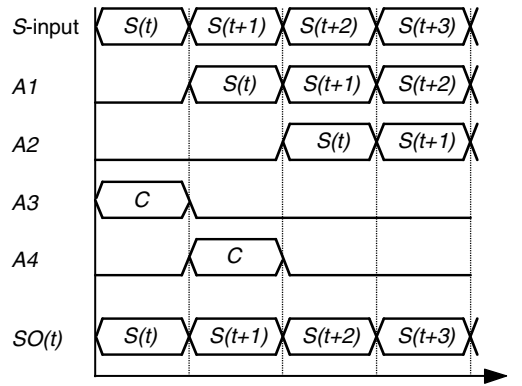 S-input S(t) S(t+1) S(t+2) S(t+3)
A1 S(t) S(t+1) S(t+2)
A2 S(t) S(t+1)
A3 C
A4 C
SO(t) S(t) S(t+1) S(t+2) S(t+3)